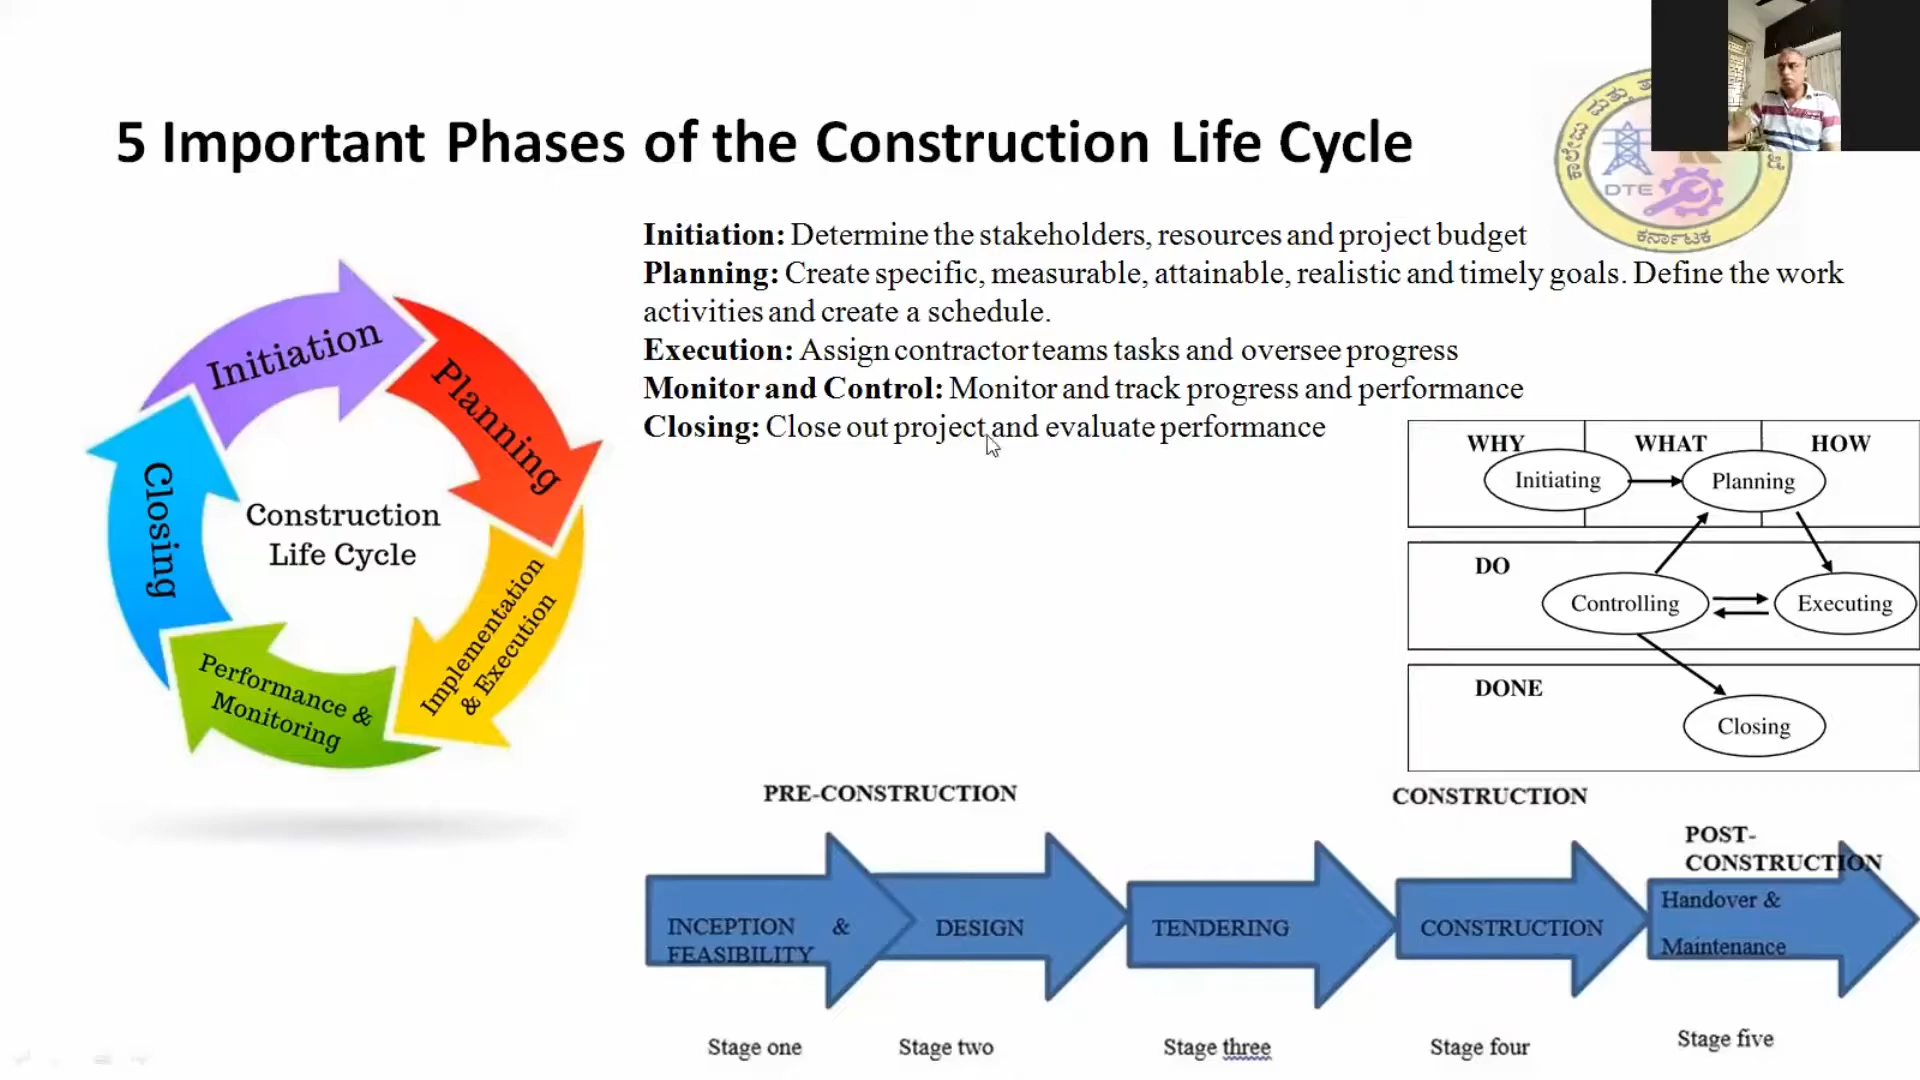 5 Important Phases of the Construction Life Cycle
ಕಾಲೇಜು ಮತ್ತು
DTE
ಕರ್ನಾಟಕ
Initiation: Determine the stakeholders, resources and project budget
Planning: Create specific, measurable, attainable, realistic and timely goals. Define the work
activities and create a schedule.
Execution: Assign contractor teams tasks and oversee progress
Monitor and Control: Monitor and track progress and performance
Closing: Close out project and evaluate performance
Initiation
Planning
Implementation
& Execution
Performance &
Monitoring
Closing
Construction
Life Cycle
WHY WHAT HOW
Initiating Planning
DO
Controlling Executing
DONE
Closing
PRE-CONSTRUCTION
CONSTRUCTION
POST-
CONSTRUCTION
INCEPTION &
FEASIBILITY
DESIGN
TENDERING
CONSTRUCTION
Handover &
Maintenance
Stage one
Stage two
Stage three
Stage four
Stage five